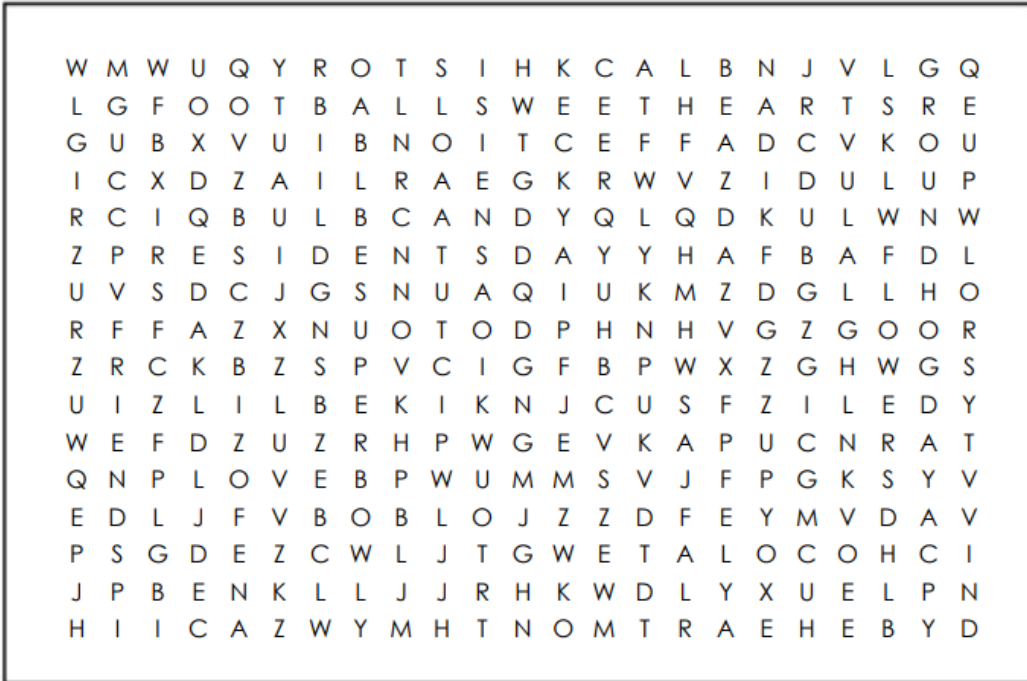 W M W U Q Y R O T S I H K C A L B N J V L G Q
L G F O O T B A L L S W E E T H E A R T S R E
G U B X V U I B N O I T C E F F A D C V K O U
I C X D Z A I L R A E G K R W V Z I D U L U P
R C I Q B U L B C A N D Y Q L Q D K U L W N W
Z P R E S I D E N T S D A Y Y H A F B A F D L
U V S D C J G S N U A Q I U K M Z D G L L H O
R F F A Z X N U O T O D P H N H V G Z G O O R
Z R C K B Z S P V C I G F B P W X Z G H W G S
U I Z L I L B E K I K N J C U S F Z I L E D Y
W E F D Z U Z R H P W G E V K A P U C N R A T
Q N P L O V E B P W U M M S V J F P G K S Y V
E D L J F V B O B L O J Z Z D F E Y M V D A V
P S G D E Z C W L J T G W E T A L O C O H C I
J P B E N K L L J J R H K W D L Y X U E L P N
H I I C A Z W Y M H T N O M T R A E H E B Y D